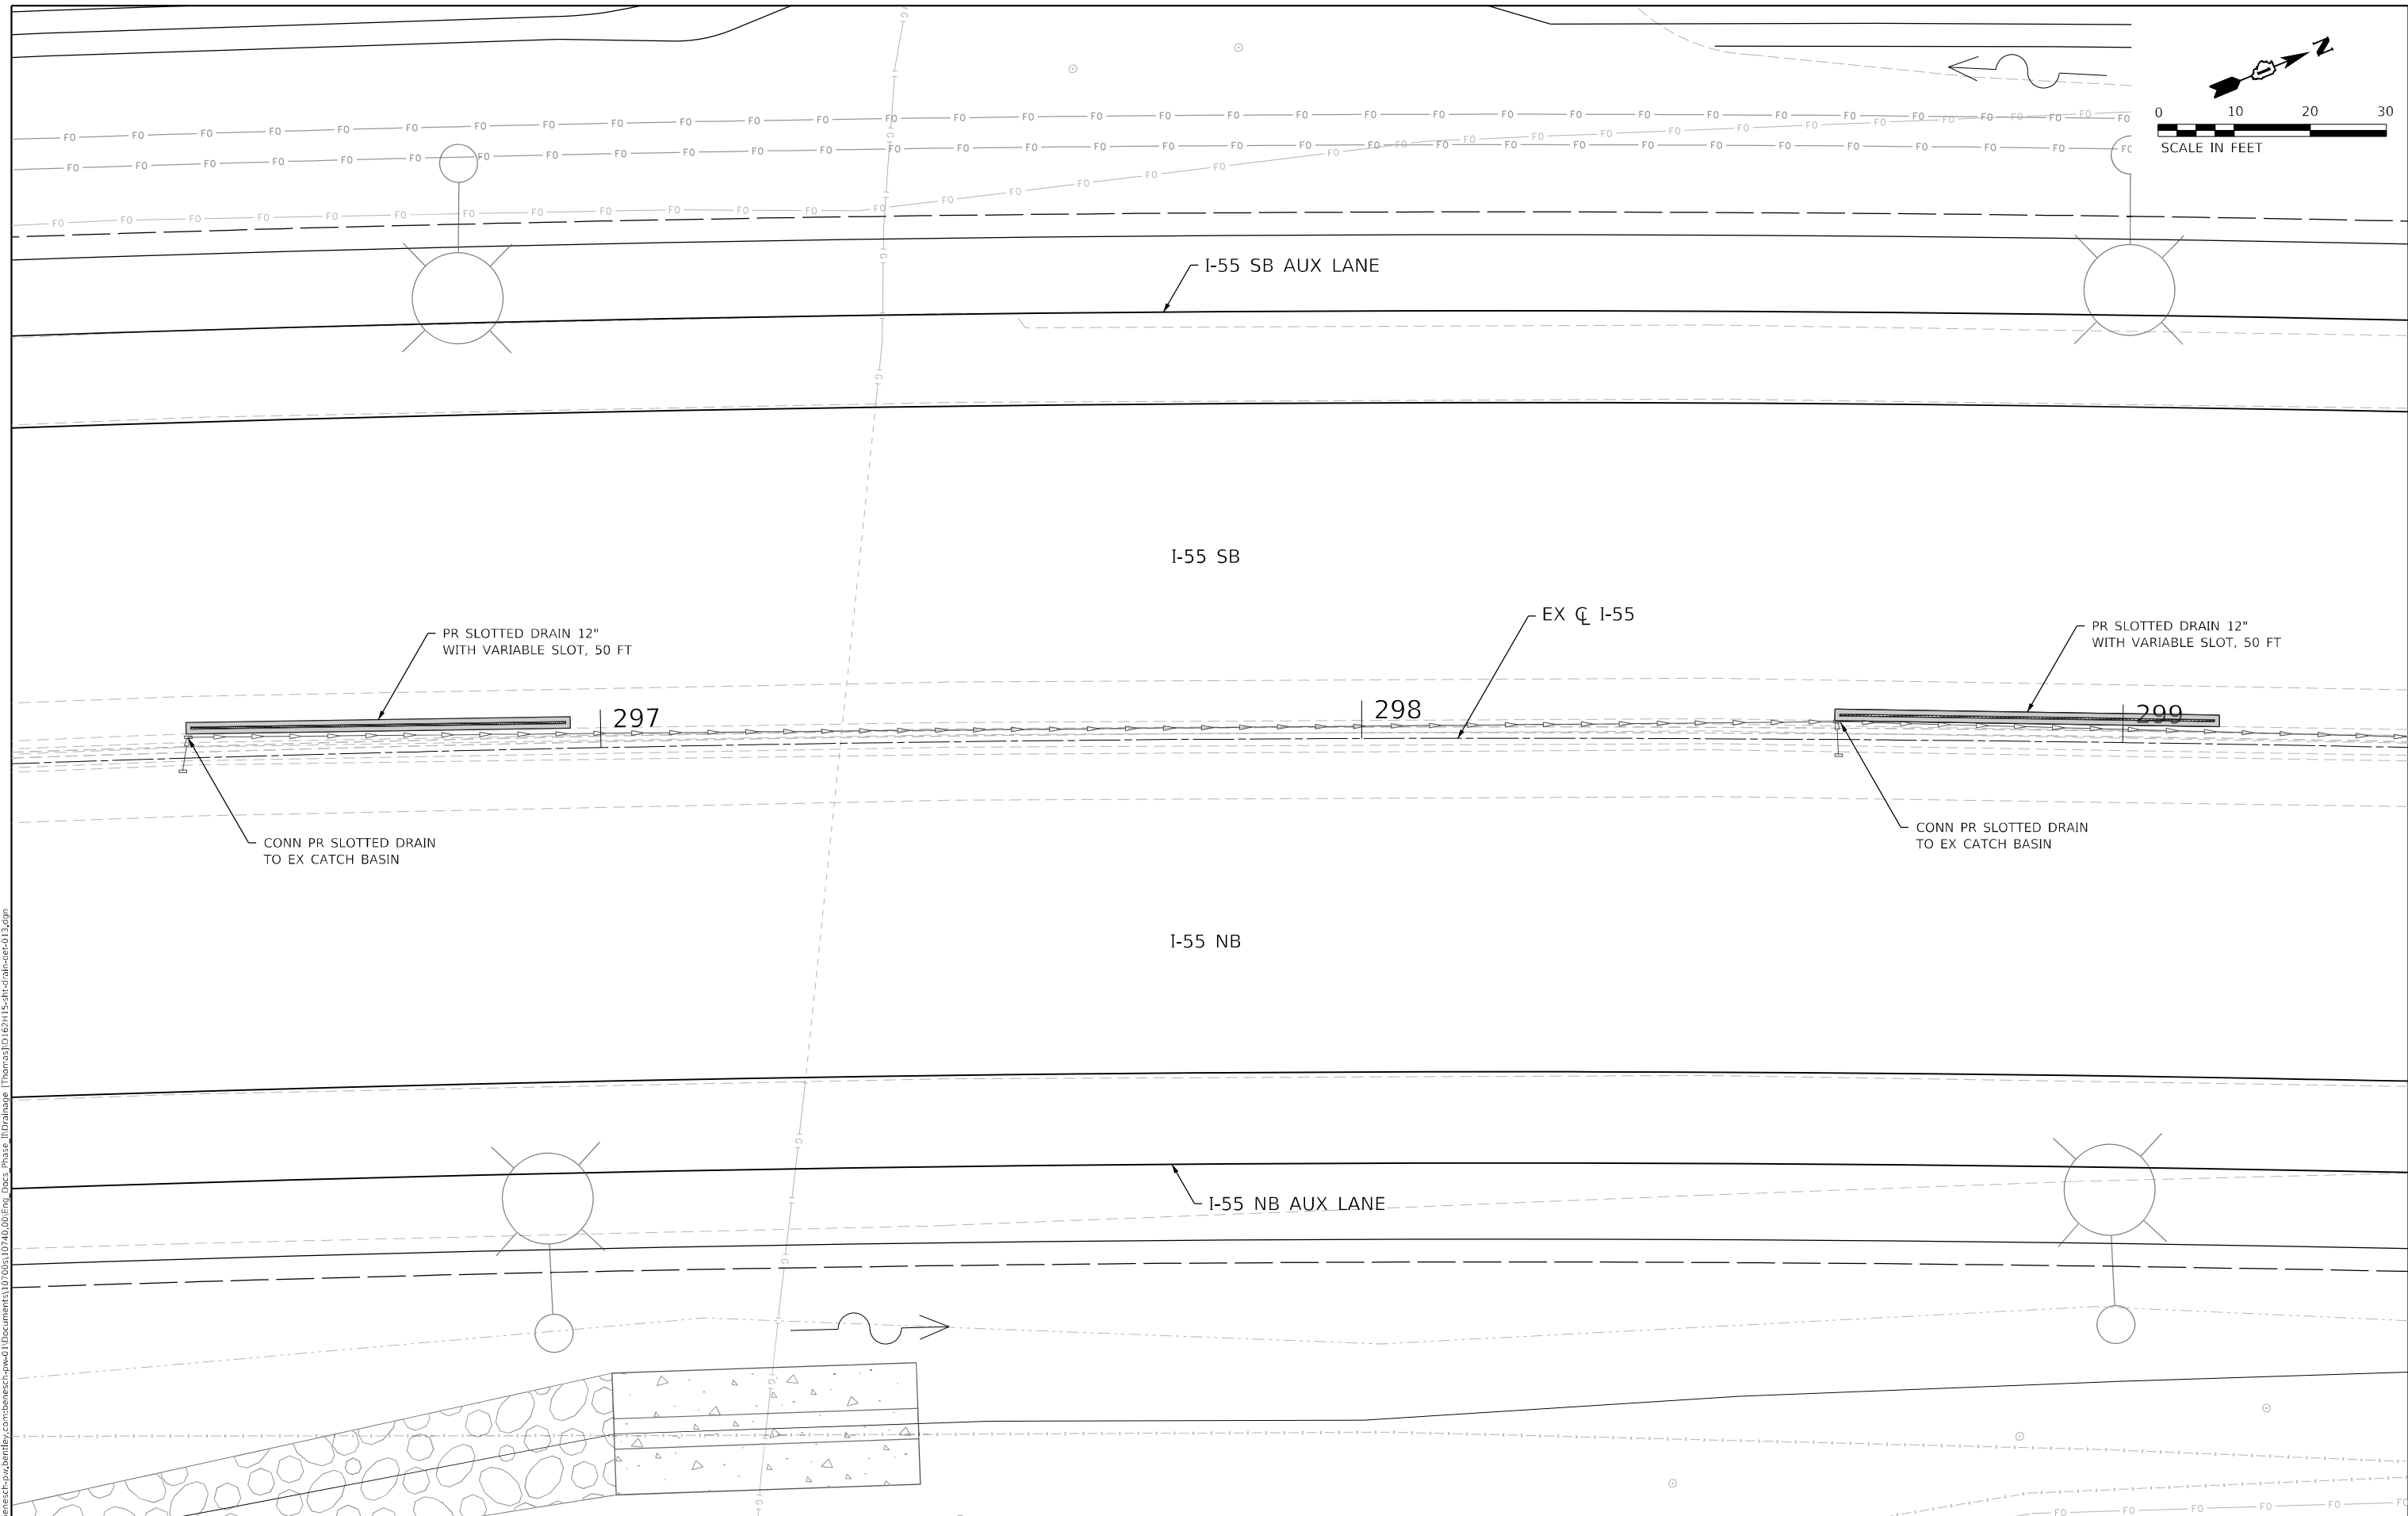 N
0 10 20 30
SCALE IN FEET
I-55 SB AUX LANE
I-55 SB
EX ℄ I-55
PR SLOTTED DRAIN 12"
WITH VARIABLE SLOT, 50 FT
PR SLOTTED DRAIN 12"
WITH VARIABLE SLOT, 50 FT
297
298
299
CONN PR SLOTTED DRAIN
TO EX CATCH BASIN
CONN PR SLOTTED DRAIN
TO EX CATCH BASIN
I-55 NB
I-55 NB AUX LANE